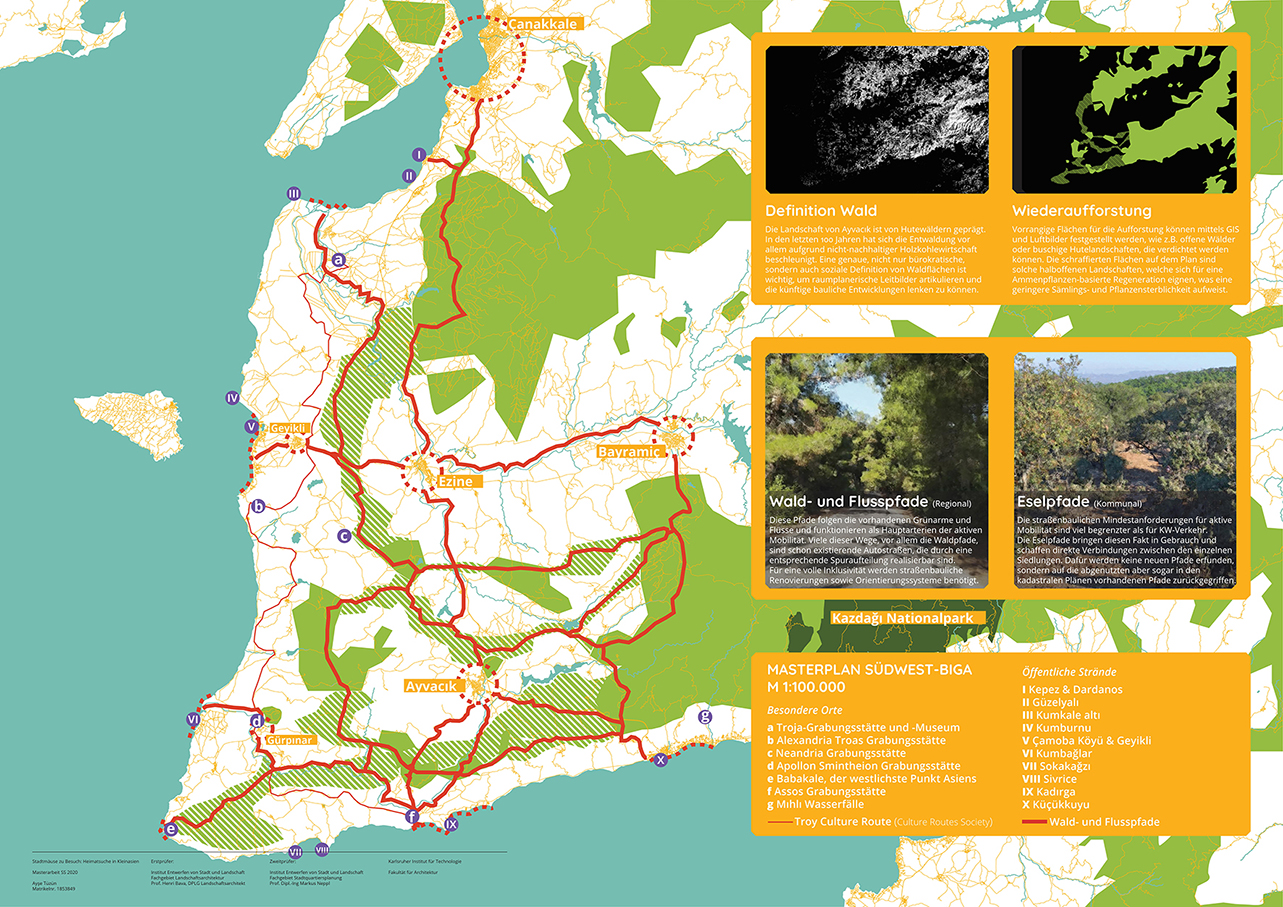 Çanakkale
I
II
III
a
IV
V
Geyikli
Bayramiç
Ezine
b
c
Ayvacık
VI
d
Gürpınar
g
X
e
f
IX
VII
VIII
Kazdağı Nationalpark
Definition Wald
Die Landschaft von Ayvacık ist von Hutewäldern geprägt.
In den letzten 100 Jahren hat sich die Entwaldung vor
allem aufgrund nicht-nachhaltiger Holzkohlewirtschaft
beschleunigt. Eine genaue, nicht nur bürokratische,
sondern auch soziale Definition von Waldflächen ist
wichtig, um raumplanerische Leitbilder artikulieren und
die künftige bauliche Entwicklungen lenken zu können.
Wiederaufforstung
Vorrangige Flächen für die Aufforstung können mittels GIS
und Luftbilder festgestellt werden, wie z.B. offene Wälder
oder buschige Hutelandschaften, die verdichtet werden
können. Die schraffierten Flächen auf dem Plan sind
solche halboffenen Landschaften, welche sich für eine
Ammenpflanzen-basierte Regeneration eignen, was eine
geringere Sämlings- und Pflanzensterblichkeit aufweist.
Wald- und Flusspfade (Regional)
Diese Pfade folgen die vorhandenen Grünarme und
Flüsse und funktionieren als Hauptarterien der aktiven
Mobilität. Viele dieser Wege, vor allem die Waldpfade,
sind schon existierende Autostraßen, die durch eine
entsprechende Spuraufteilung realisierbar sind.
Für eine volle Inklusivität werden straßenbauliche
Renovierungen sowie Orientierungssysteme benötigt.
Eselpfade (Kommunal)
Die straßenbaulichen Mindestanforderungen für aktive
Mobilität sind viel begrenzter als für KW-Verkehr.
Die Eselpfade bringen diesen Fakt in Gebrauch und
schaffen direkte Verbindungen zwischen den einzelnen
Siedlungen. Dafür werden keine neuen Pfade erfunden,
sondern auf die abgenutzten aber sogar in den
kadastralen Plänen vorhandenen Pfade zurückgegriffen.
MASTERPLAN SÜDWEST-BIGA
M 1:100.000
Besondere Orte
a Troja-Grabungsstätte und -Museum
b Alexandria Troas Grabungsstätte
c Neandria Grabungsstätte
d Apollon Smintheion Grabungsstätte
e Babakale, der westlichste Punkt Asiens
f Assos Grabungsstätte
g Mıhlı Wasserfälle
Troy Culture Route (Culture Routes Society)
Öffentliche Strände
I Kepez & Dardanos
II Güzelyalı
III Kumkale altı
IV Kumburnu
V Çamoba Köyü & Geyikli
VI Kumbağlar
VII Sokakağzı
VIII Sivrice
IX Kadırga
X Küçükkuyu
Wald- und Flusspfade
Stadtmäuse zu Besuch: Heimatsuche in Kleinasien
Masterarbeit SS 2020
Ayşe Tüzün
Matrikelnr. 1853849
Erstprüfer:
Institut Entwerfen von Stadt und Landschaft
Fachgebiet Landschaftsarchitektur
Prof. Henri Bava, DPLG Landschaftsarchitekt
Zweitprüfer:
Institut Entwerfen von Stadt und Landschaft
Fachgebiet Stadtquartiersplanung
Prof. Dipl.-Ing Markus Neppl
Karlsruher Institut für Technologie
Fakultät für Architektur